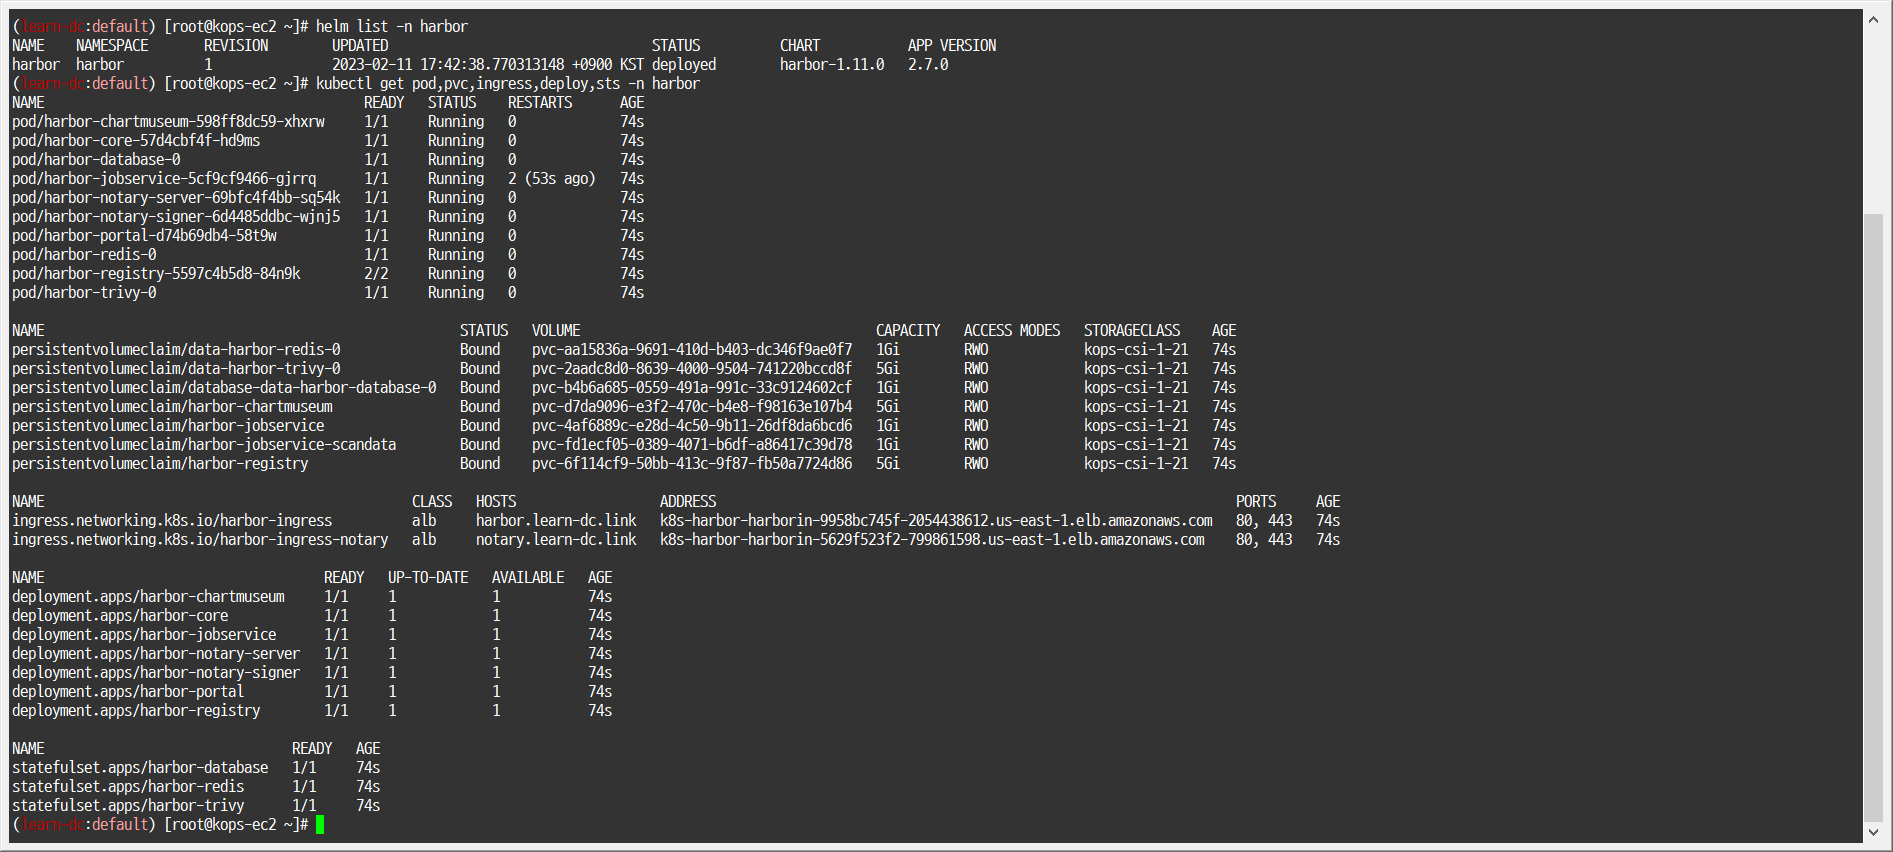 (learn-dc:default) [root@kops-ec2 ~]# helm list -n harbor
NAME    NAMESPACE       REVISION        UPDATED                                 STATUS          CHART           APP VERSION
harbor  harbor          1               2023-02-11 17:42:38.770313148 +0900 KST deployed        harbor-1.11.0   2.7.0
(learn-dc:default) [root@kops-ec2 ~]# kubectl get pod,pvc,ingress,deploy,sts -n harbor
NAME                                        READY   STATUS    RESTARTS      AGE
pod/harbor-chartmuseum-598ff8dc59-xhxrw     1/1     Running   0             74s
pod/harbor-core-57d4cbf4f-hd9ms             1/1     Running   0             74s
pod/harbor-database-0                       1/1     Running   0             74s
pod/harbor-jobservice-5cf9cf9466-gjrrq      1/1     Running   2 (53s ago)   74s
pod/harbor-notary-server-69bfc4f4bb-sq54k   1/1     Running   0             74s
pod/harbor-notary-signer-6d4485ddbc-wjnj5   1/1     Running   0             74s
pod/harbor-portal-d74b69db4-58t9w           1/1     Running   0             74s
pod/harbor-redis-0                          1/1     Running   0             74s
pod/harbor-registry-5597c4b5d8-84n9k        2/2     Running   0             74s
pod/harbor-trivy-0                          1/1     Running   0             74s
NAME                                                    STATUS   VOLUME                                     CAPACITY   ACCESS MODES   STORAGECLASS    AGE
persistentvolumeclaim/data-harbor-redis-0               Bound    pvc-aa15836a-9691-410d-b403-dc346f9ae0f7   1Gi        RWO            kops-csi-1-21   74s
persistentvolumeclaim/data-harbor-trivy-0               Bound    pvc-2aadc8d0-8639-4000-9504-741220bccd8f   5Gi        RWO            kops-csi-1-21   74s
persistentvolumeclaim/database-data-harbor-database-0   Bound    pvc-b4b6a685-0559-491a-991c-33c9124602cf   1Gi        RWO            kops-csi-1-21   74s
persistentvolumeclaim/harbor-chartmuseum                Bound    pvc-d7da9096-e3f2-470c-b4e8-f98163e107b4   5Gi        RWO            kops-csi-1-21   74s
persistentvolumeclaim/harbor-jobservice                 Bound    pvc-4af6889c-e28d-4c50-9b11-26df8da6bcd6   1Gi        RWO            kops-csi-1-21   74s
persistentvolumeclaim/harbor-jobservice-scandata        Bound    pvc-fd1ecf05-0389-4071-b6df-a86417c39d78   1Gi        RWO            kops-csi-1-21   74s
persistentvolumeclaim/harbor-registry                   Bound    pvc-6f114cf9-50bb-413c-9f87-fb50a7724d86   5Gi        RWO            kops-csi-1-21   74s
NAME                                              CLASS   HOSTS                  ADDRESS                                                                 PORTS     AGE
ingress.networking.k8s.io/harbor-ingress          alb     harbor.learn-dc.link   k8s-harbor-harborin-9958bc745f-2054438612.us-east-1.elb.amazonaws.com   80, 443   74s
ingress.networking.k8s.io/harbor-ingress-notary   alb     notary.learn-dc.link   k8s-harbor-harborin-5629f523f2-799861598.us-east-1.elb.amazonaws.com    80, 443   74s
NAME                                   READY   UP-TO-DATE   AVAILABLE   AGE
deployment.apps/harbor-chartmuseum     1/1     1            1           74s
deployment.apps/harbor-core            1/1     1            1           74s
deployment.apps/harbor-jobservice      1/1     1            1           74s
deployment.apps/harbor-notary-server   1/1     1            1           74s
deployment.apps/harbor-notary-signer   1/1     1            1           74s
deployment.apps/harbor-portal          1/1     1            1           74s
deployment.apps/harbor-registry        1/1     1            1           74s
NAME                               READY   AGE
statefulset.apps/harbor-database   1/1     74s
statefulset.apps/harbor-redis      1/1     74s
statefulset.apps/harbor-trivy      1/1     74s
(learn-dc:default) [root@kops-ec2 ~]#